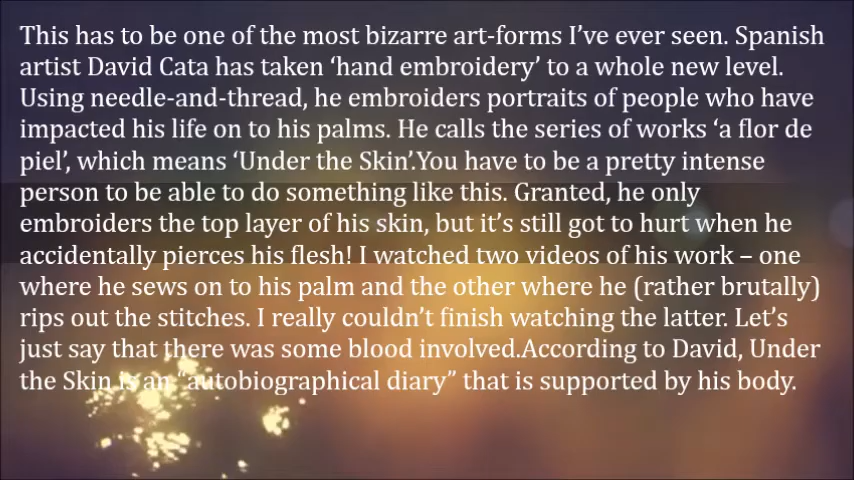 This has to be one of the most bizarre art-forms I’ve ever seen. Spanish
artist David Cata has taken ‘hand embroidery’ to a whole new level.
Using needle-and-thread, he embroiders portraits of people who have
impacted his life on to his palms. He calls the series of works ‘a flor de
piel’, which means ‘Under the Skin’.You have to be a pretty intense
person to be able to do something like this. Granted, he only
embroiders the top layer of his skin, but it’s still got to hurt when he
accidentally pierces his flesh! I watched two videos of his work – one
where he sews on to his palm and the other where he (rather brutally)
rips out the stitches. I really couldn’t finish watching the latter. Let’s
just say that there was some blood involved.According to David, Under
the Skin is an “autobiographical diary” that is supported by his body.